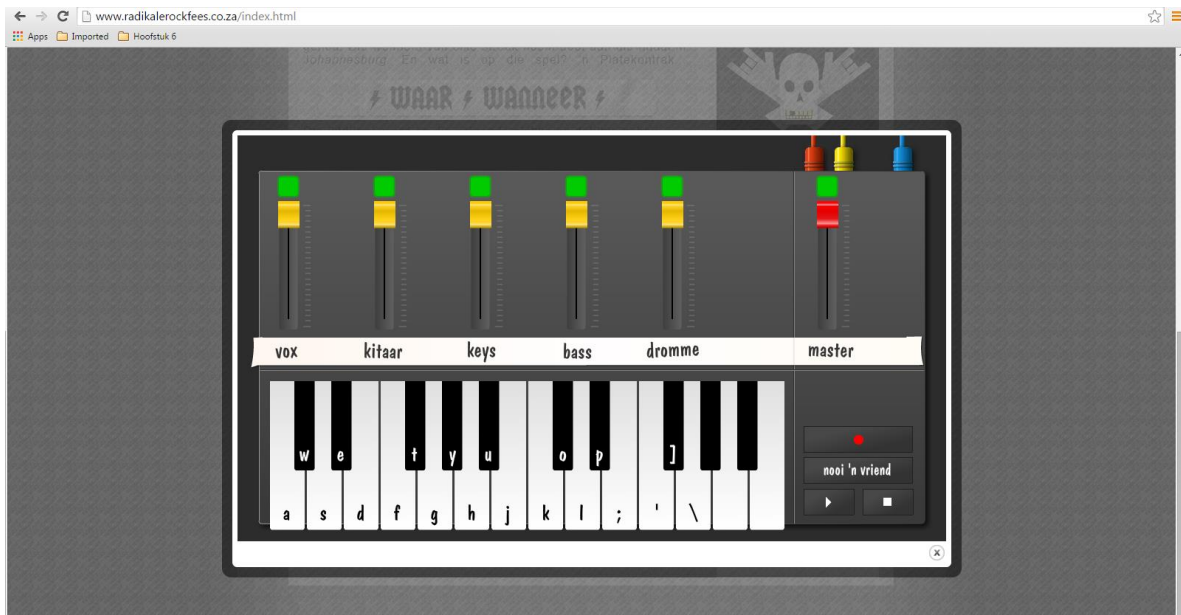 www.radikalerockfees.co.za/index.html
Apps Imported Hoofstuk 6
Johannesburg. En wat is op die spel? 'n Platekontrak.
WAAR WANNEER
vox kitaar keys bass dromme master
w e t y u o p ]
nooi 'n vriend
a s d f g h j k l ; ' \
x